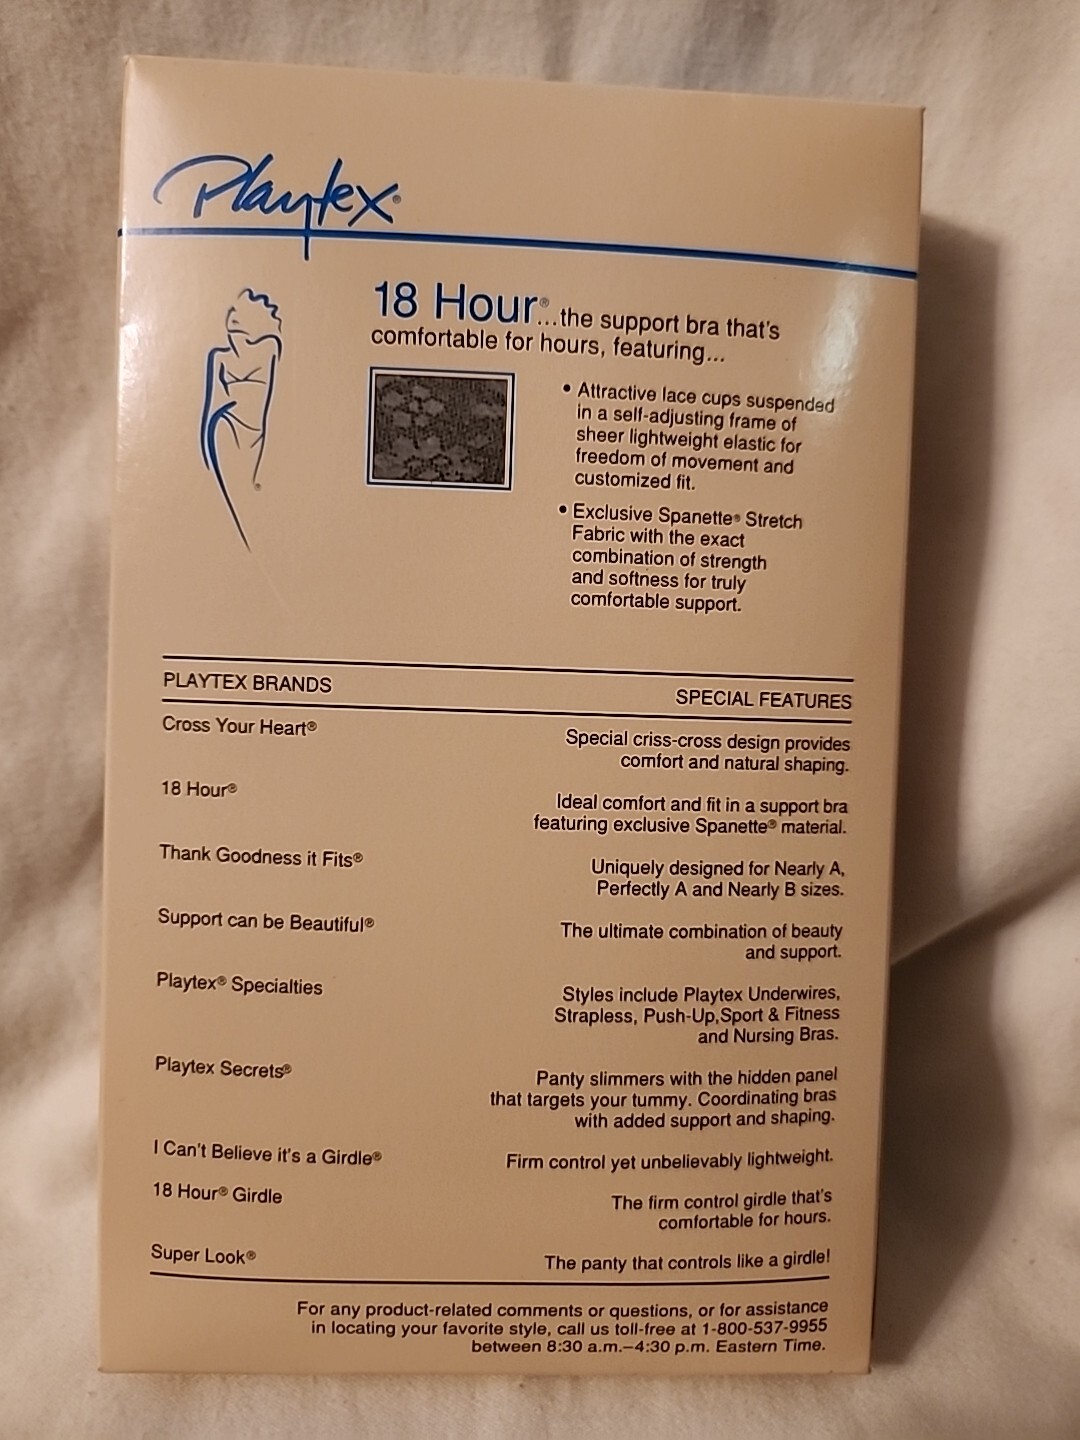 Playtex®
18 Hour®...the support bra that's
comfortable for hours, featuring...
• Attractive lace cups suspended
in a self-adjusting frame of
sheer lightweight elastic for
freedom of movement and
customized fit.
• Exclusive Spanette® Stretch
Fabric with the exact
combination of strength
and softness for truly
comfortable support.
®
PLAYTEX BRANDS SPECIAL FEATURES
Cross Your Heart® Special criss-cross design provides
comfort and natural shaping.
18 Hour® Ideal comfort and fit in a support bra
featuring exclusive Spanette® material.
Thank Goodness it Fits® Uniquely designed for Nearly A,
Perfectly A and Nearly B sizes.
Support can be Beautiful® The ultimate combination of beauty
and support.
Playtex® Specialties Styles include Playtex Underwires,
Strapless, Push-Up,Sport & Fitness
and Nursing Bras.
Playtex Secrets® Panty slimmers with the hidden panel
that targets your tummy. Coordinating bras
with added support and shaping.
I Can't Believe it's a Girdle® Firm control yet unbelievably lightweight.
18 Hour® Girdle The firm control girdle that's
comfortable for hours.
Super Look® The panty that controls like a girdle!
For any product-related comments or questions, or for assistance
in locating your favorite style, call us toll-free at 1-800-537-9955
between 8:30 a.m.–4:30 p.m. Eastern Time.